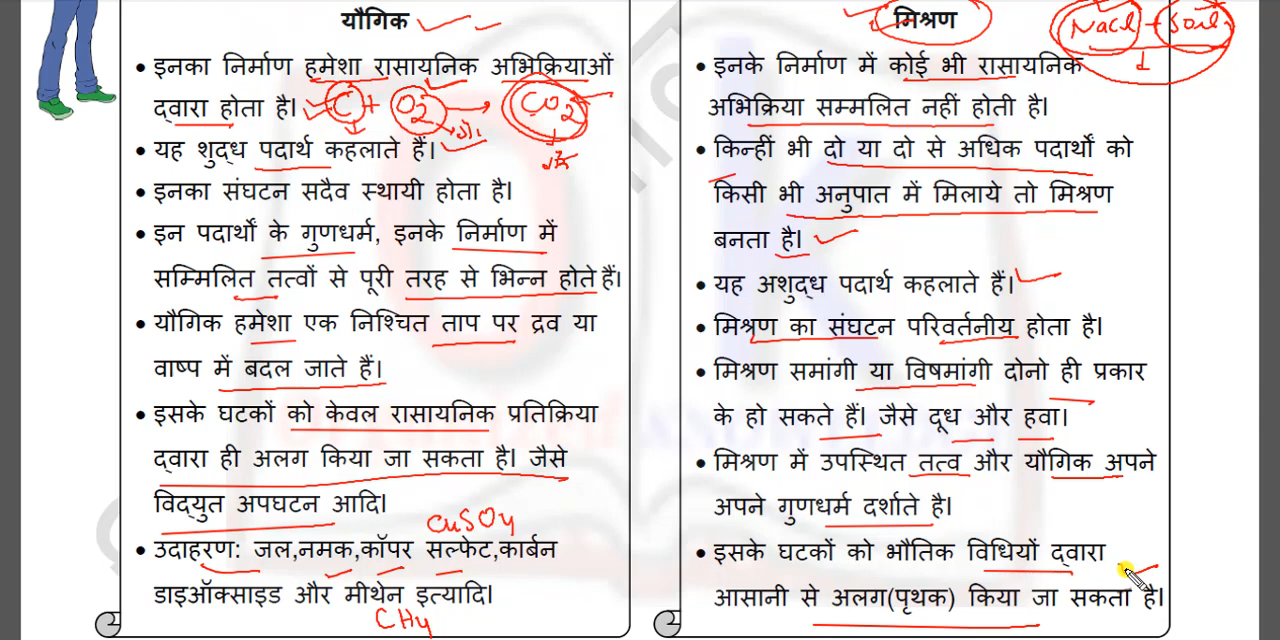 यौगिक
• इनका निर्माण हमेशा रासायनिक अभिक्रियाओं
द्वारा होता है। C + O2 → CO2
• यह शुद्ध पदार्थ कहलाते हैं।
• इनका संघटन सदैव स्थायी होता है।
• इन पदार्थों के गुणधर्म, इनके निर्माण में
सम्मिलित तत्वों से पूरी तरह से भिन्न होते हैं।
• यौगिक हमेशा एक निश्चित ताप पर द्रव या
वाष्प में बदल जाते हैं।
• इसके घटकों को केवल रासायनिक प्रतिक्रिया
द्वारा ही अलग किया जा सकता है। जैसे
विद्युत अपघटन आदि।
CuSO4
• उदाहरण: जल,नमक,कॉपर सल्फेट,कार्बन
डाइऑक्साइड और मीथेन इत्यादि।
CH4
मिश्रण
NaCl + Soil
• इनके निर्माण में कोई भी रासायनिक
अभिक्रिया सम्मलित नहीं होती है।
• किन्हीं भी दो या दो से अधिक पदार्थों को
किसी भी अनुपात में मिलाये तो मिश्रण
बनता है।
• यह अशुद्ध पदार्थ कहलाते हैं।
• मिश्रण का संघटन परिवर्तनीय होता है।
• मिश्रण समांगी या विषमांगी दोनो ही प्रकार
के हो सकते हैं। जैसे दूध और हवा।
• मिश्रण में उपस्थित तत्व और यौगिक अपने
अपने गुणधर्म दर्शाते है।
• इसके घटकों को भौतिक विधियों द्वारा
आसानी से अलग(पृथक) किया जा सकता है।